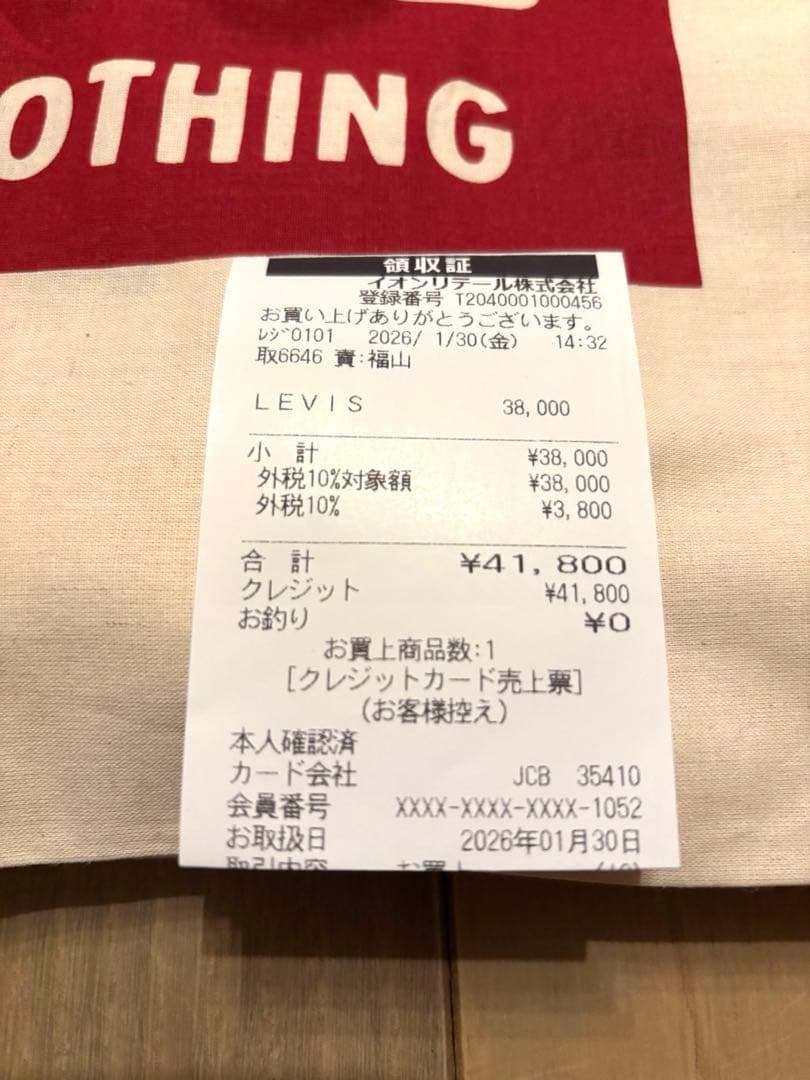 OTHING
領収証
イオンリテール株式会社
登録番号 T2040001000456
お買い上げありがとうございます。
ﾚｼﾞ0101 2026/ 1/30(金) 14:32
取6646 責:福山
LEVIS 38,000
小 計 ¥38,000
外税10%対象額 ¥38,000
外税10% ¥3,800
合 計 ¥41,800
クレジット ¥41,800
お釣り ¥0
お買上商品数:1
[クレジットカード売上票]
(お客様控え)
本人確認済
カード会社 JCB 35410
会員番号 XXXX-XXXX-XXXX-1052
お取扱日 2026年01月30日